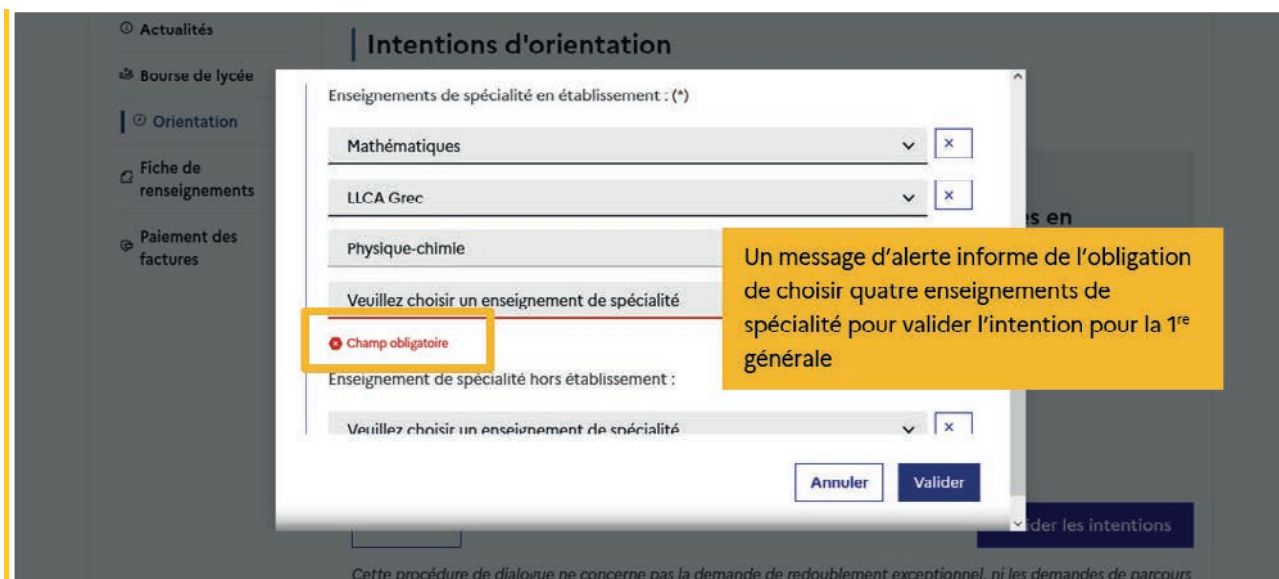 Actualités
Bourse de lycée
Orientation
Fiche de
renseignements
Paiement des
factures
Intentions d'orientation
Enseignements de spécialité en établissement : (*)
Mathématiques
LLCA Grec
Physique-chimie
Veuillez choisir un enseignement de spécialité
Champ obligatoire
Enseignement de spécialité hors établissement :
Veuillez choisir un enseignement de spécialité
Annuler
Valider
es en
Un message d’alerte informe de l’obligation
de choisir quatre enseignements de
spécialité pour valider l’intention pour la 1re
générale
ider les intentions
Cette procédure de dialogue ne concerne pas la demande de redoublement exceptionnel, ni les demandes de parcours